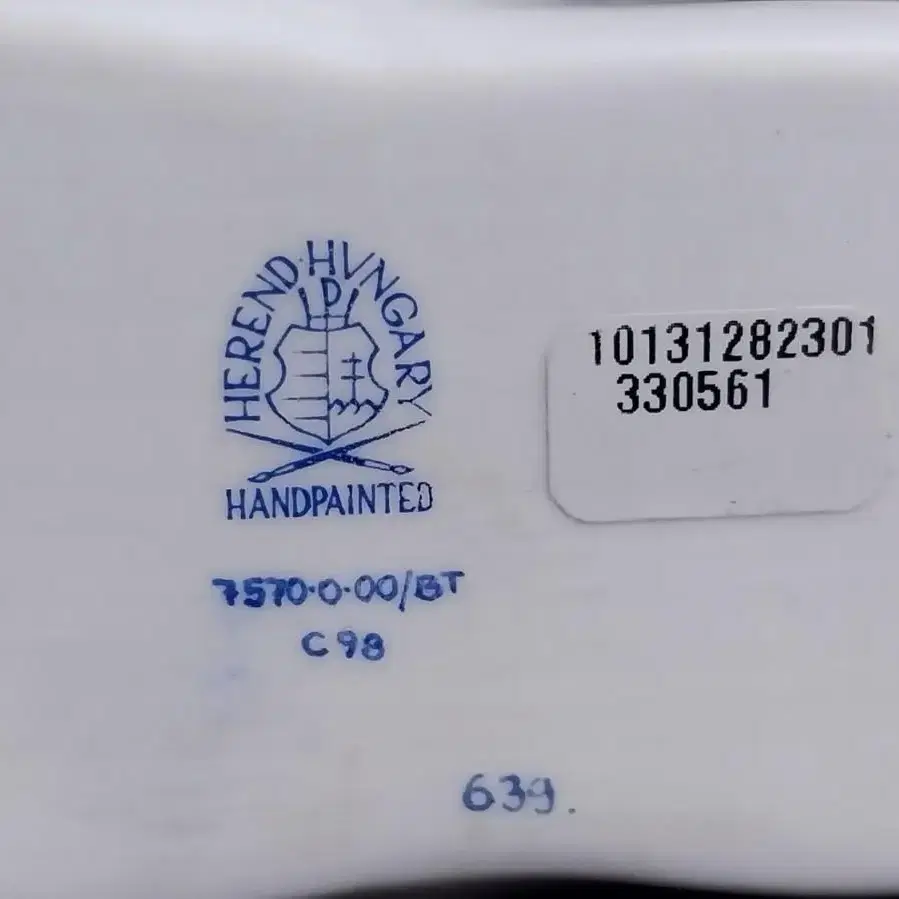 HEREND·HVNGARY
D
HANDPAINTED
7570·0·00/BT
C98
639.
10131282301
330561